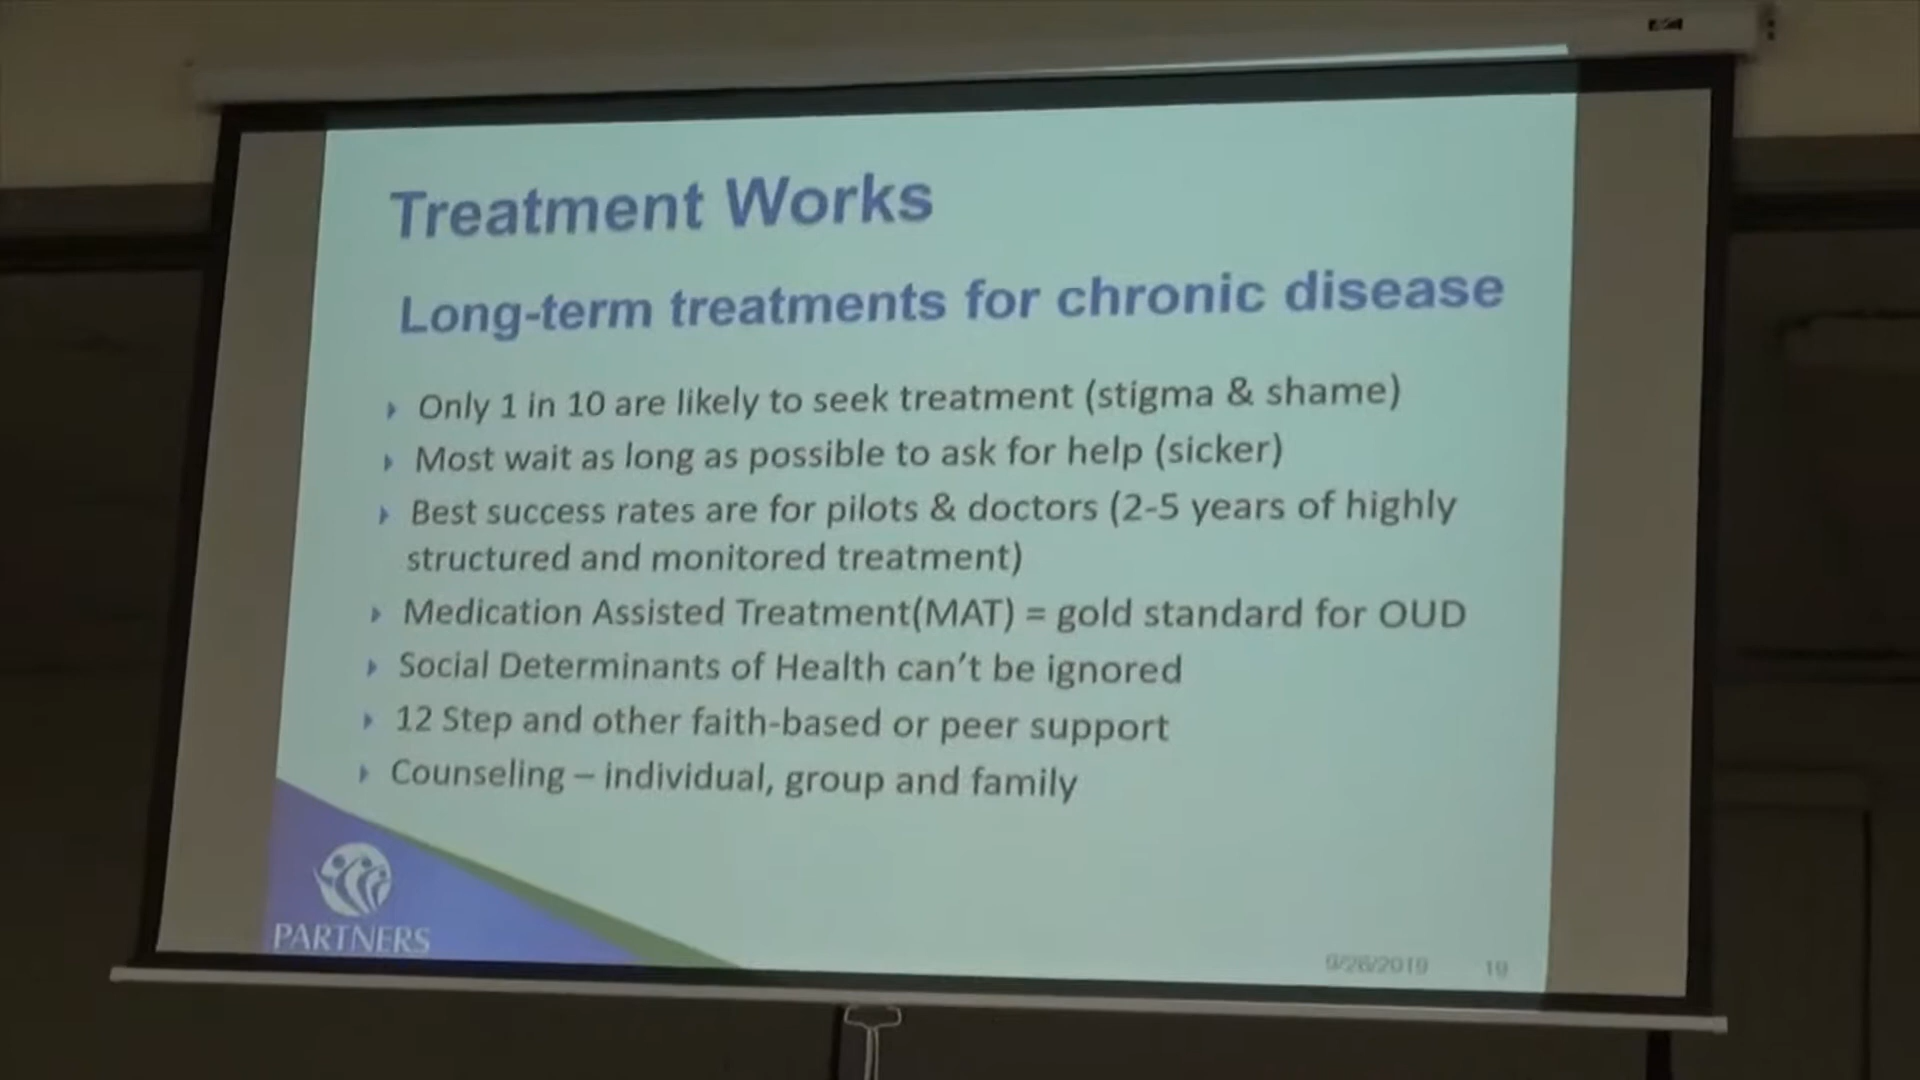 Treatment Works
Long-term treatments for chronic disease
Only 1 in 10 are likely to seek treatment (stigma & shame)
Most wait as long as possible to ask for help (sicker)
Best success rates are for pilots & doctors (2-5 years of highly
structured and monitored treatment)
Medication Assisted Treatment(MAT) = gold standard for OUD
Social Determinants of Health can't be ignored
12 Step and other faith-based or peer support
Counseling – individual, group and family
PARTNERS
9/26/2019 19